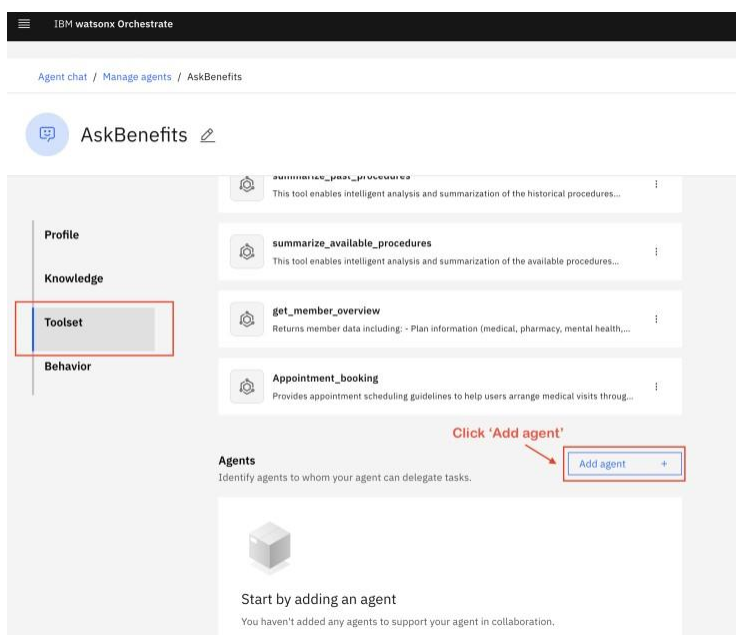 IBM watsonx Orchestrate
Agent chat / Manage agents / AskBenefits
AskBenefits
summarize_past_procedures
This tool enables intelligent analysis and summarization of the historical procedures...
Profile
Knowledge
Toolset
Behavior
summarize_available_procedures
This tool enables intelligent analysis and summarization of the available procedures...
get_member_overview
Returns member data including: - Plan information (medical, pharmacy, mental health,...
Appointment_booking
Provides appointment scheduling guidelines to help users arrange medical visits throug...
Click ‘Add agent’
Agents
Add agent +
Identify agents to whom your agent can delegate tasks.
Start by adding an agent
You haven't added any agents to support your agent in collaboration.